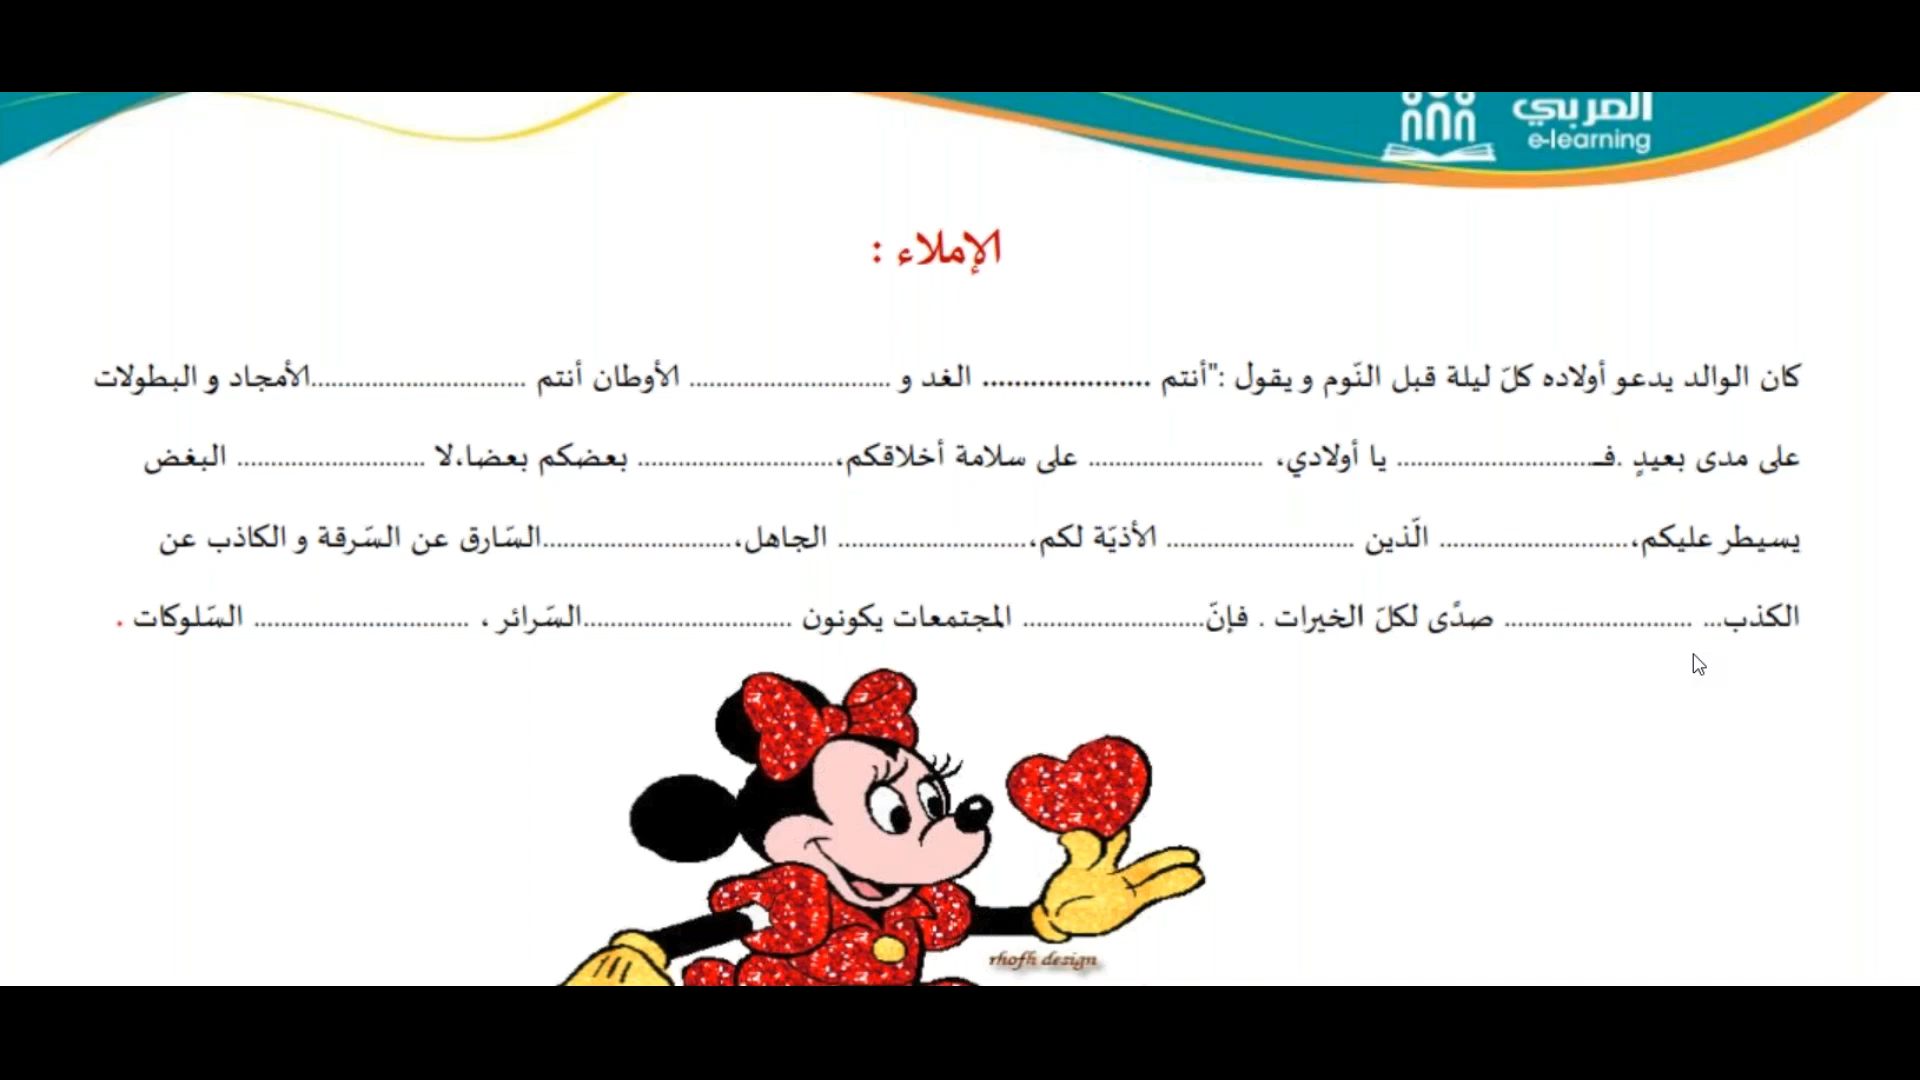 المربي
e-learning
الإملاء :
كان الوالد يدعو أولاده كلّ ليلة قبل النّوم و يقول :"أنتم ..................... الغد و .............................. الأوطان أنتم ................................الأمجاد و البطولات
على مدى بعيدٍ .فـ.............................. يا أولادي، .......................... على سلامة أخلاقكم،............................. بعضكم بعضا،لا ............................ البغض
يسيطر عليكم،............................ الّذين ............................ الأذيّة لكم،............................ الجاهل،............................السّارق عن السّرقة و الكاذب عن
الكذب... ............................ صدًى لكلّ الخيرات . فإنّ........................... المجتمعات يكونون ...............................السّرائر ، ................................ السّلوكات .
rhofh design